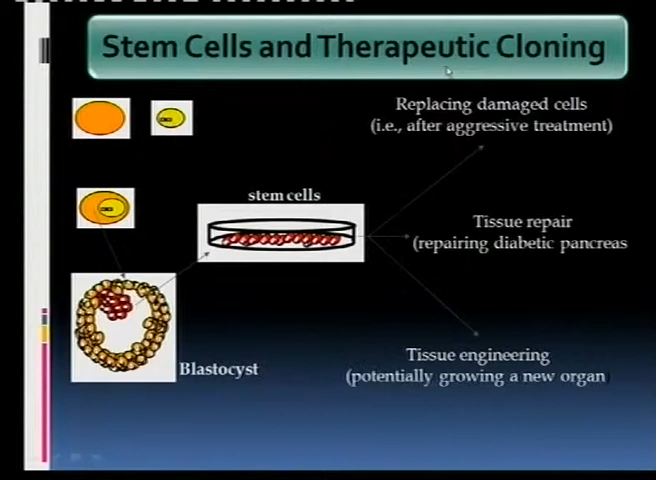 Stem Cells and Therapeutic Cloning
Replacing damaged cells
(i.e., after aggressive treatment)
stem cells
Tissue repair
(repairing diabetic pancreas
Blastocyst
Tissue engineering
(potentially growing a new organ